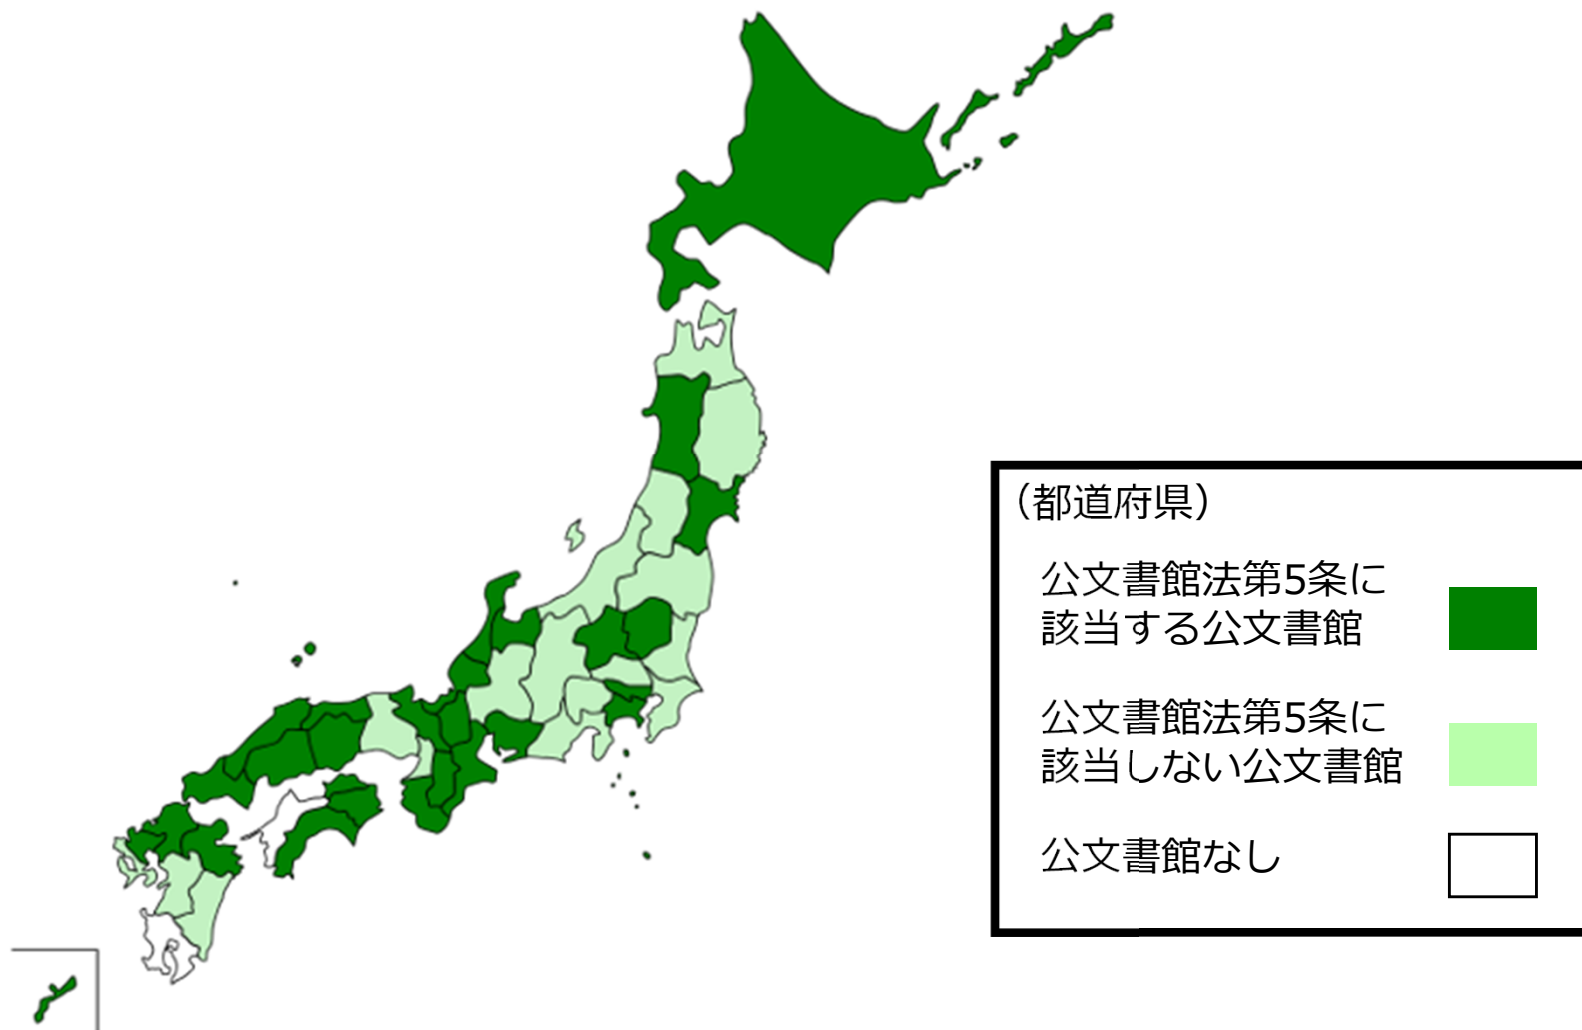 （都道府県）
公文書館法第5条に
該当する公文書館
公文書館法第5条に
該当しない公文書館
公文書館なし